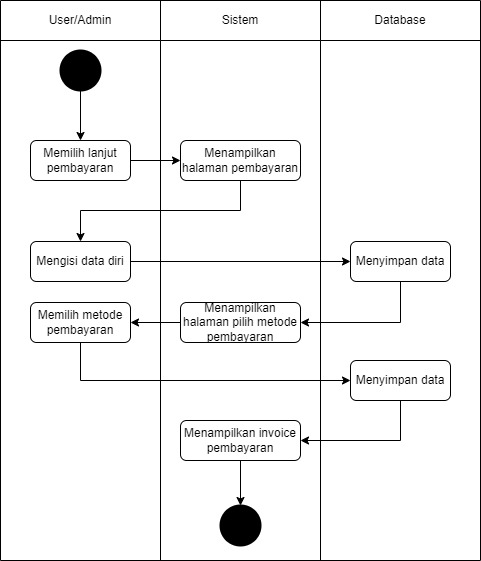 User/Admin
Sistem
Database
Memilih lanjut
pembayaran
Menampilkan
halaman pembayaran
Mengisi data diri
Menyimpan data
Memilih metode
pembayaran
Menampilkan
halaman pilih metode
pembayaran
Menyimpan data
Menampilkan invoice
pembayaran